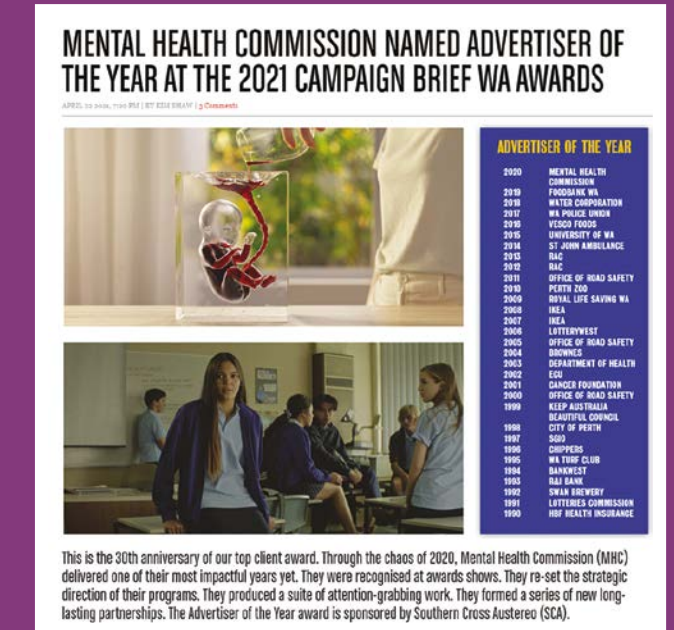 MENTAL HEALTH COMMISSION NAMED ADVERTISER OF
THE YEAR AT THE 2021 CAMPAIGN BRIEF WA AWARDS
3 Comments
ADVERTISER OF THE YEAR
2020 MENTAL HEALTH
COMMISSION
2019 FOODBANK WA
2018 WATER CORPORATION
2017 WA POLICE UNION
2016 VESCO FOODS
2015 UNIVERSITY OF WA
2014 ST JOHN AMBULANCE
2013 RAC
2012 RAC
2011 OFFICE OF ROAD SAFETY
2010 PERTH ZOO
2009 ROYAL LIFE SAVING WA
2008 IKEA
2007 IKEA
2006 LOTTERYWEST
2005 OFFICE OF ROAD SAFETY
2004 BROWNES
2003 DEPARTMENT OF HEALTH
2002 ECU
2001 CANCER FOUNDATION
2000 OFFICE OF ROAD SAFETY
1999 KEEP AUSTRALIA
BEAUTIFUL COUNCIL
1998 CITY OF PERTH
1997 SGIO
1996 CHIPPERS
1995 WA TURF CLUB
1994 BANKWEST
1993 R&I BANK
1992 SWAN BREWERY
1991 LOTTERIES COMMISSION
1990 HBF HEALTH INSURANCE
This is the 30th anniversary of our top client award. Through the chaos of 2020, Mental Health Commission (MHC)
delivered one of their most impactful years yet. They were recognised at awards shows. They re-set the strategic
direction of their programs. They produced a suite of attention-grabbing work. They formed a series of new long-
lasting partnerships. The Advertiser of the Year award is sponsored by Southern Cross Austereo (SCA).